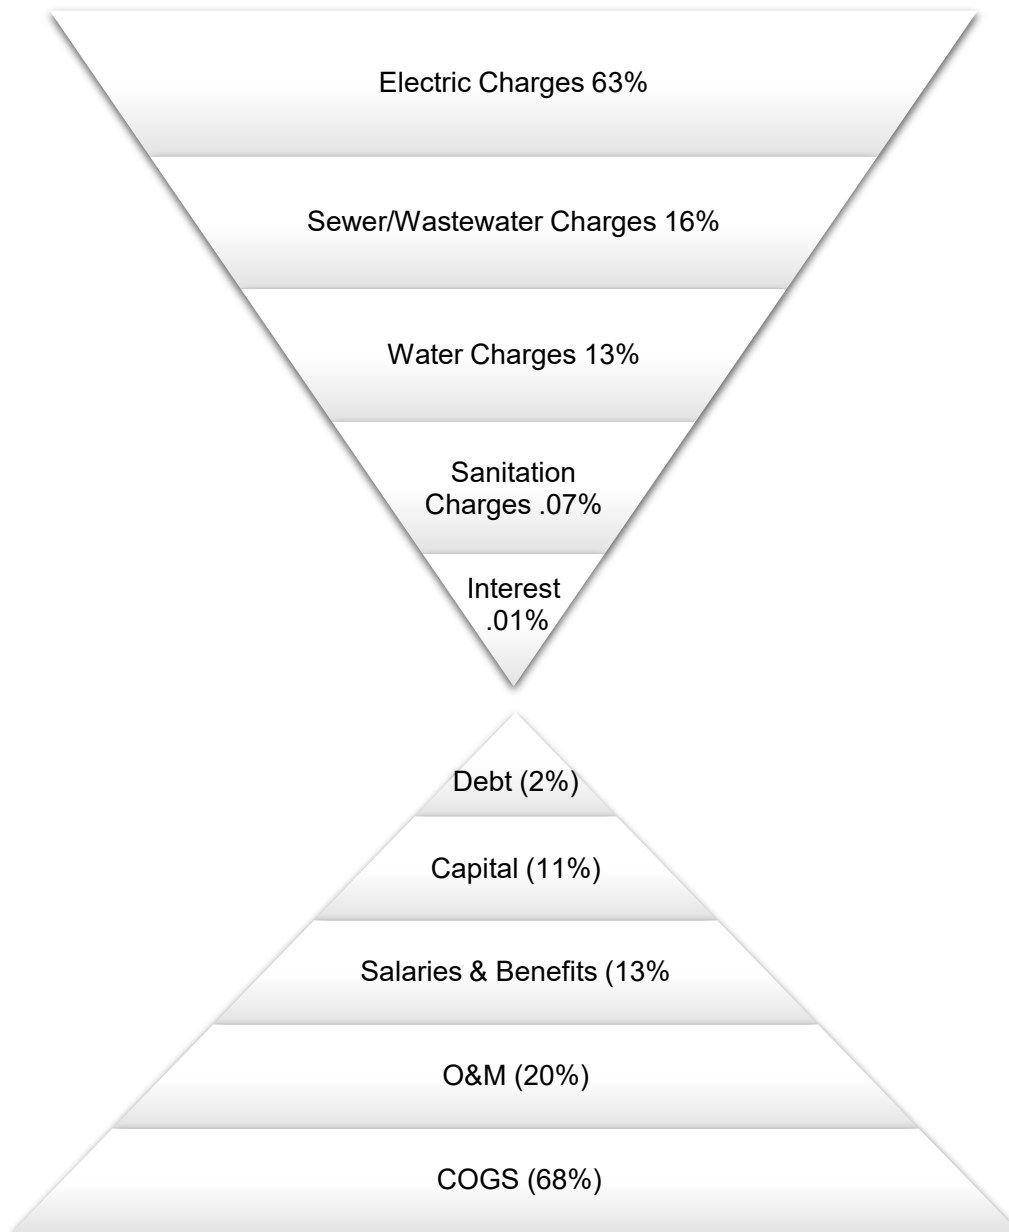 Electric Charges 63%
Sewer/Wastewater Charges 16%
Water Charges 13%
Sanitation
Charges .07%
Interest
.01%
Debt (2%)
Capital (11%)
Salaries & Benefits (13%
O&M (20%)
COGS (68%)